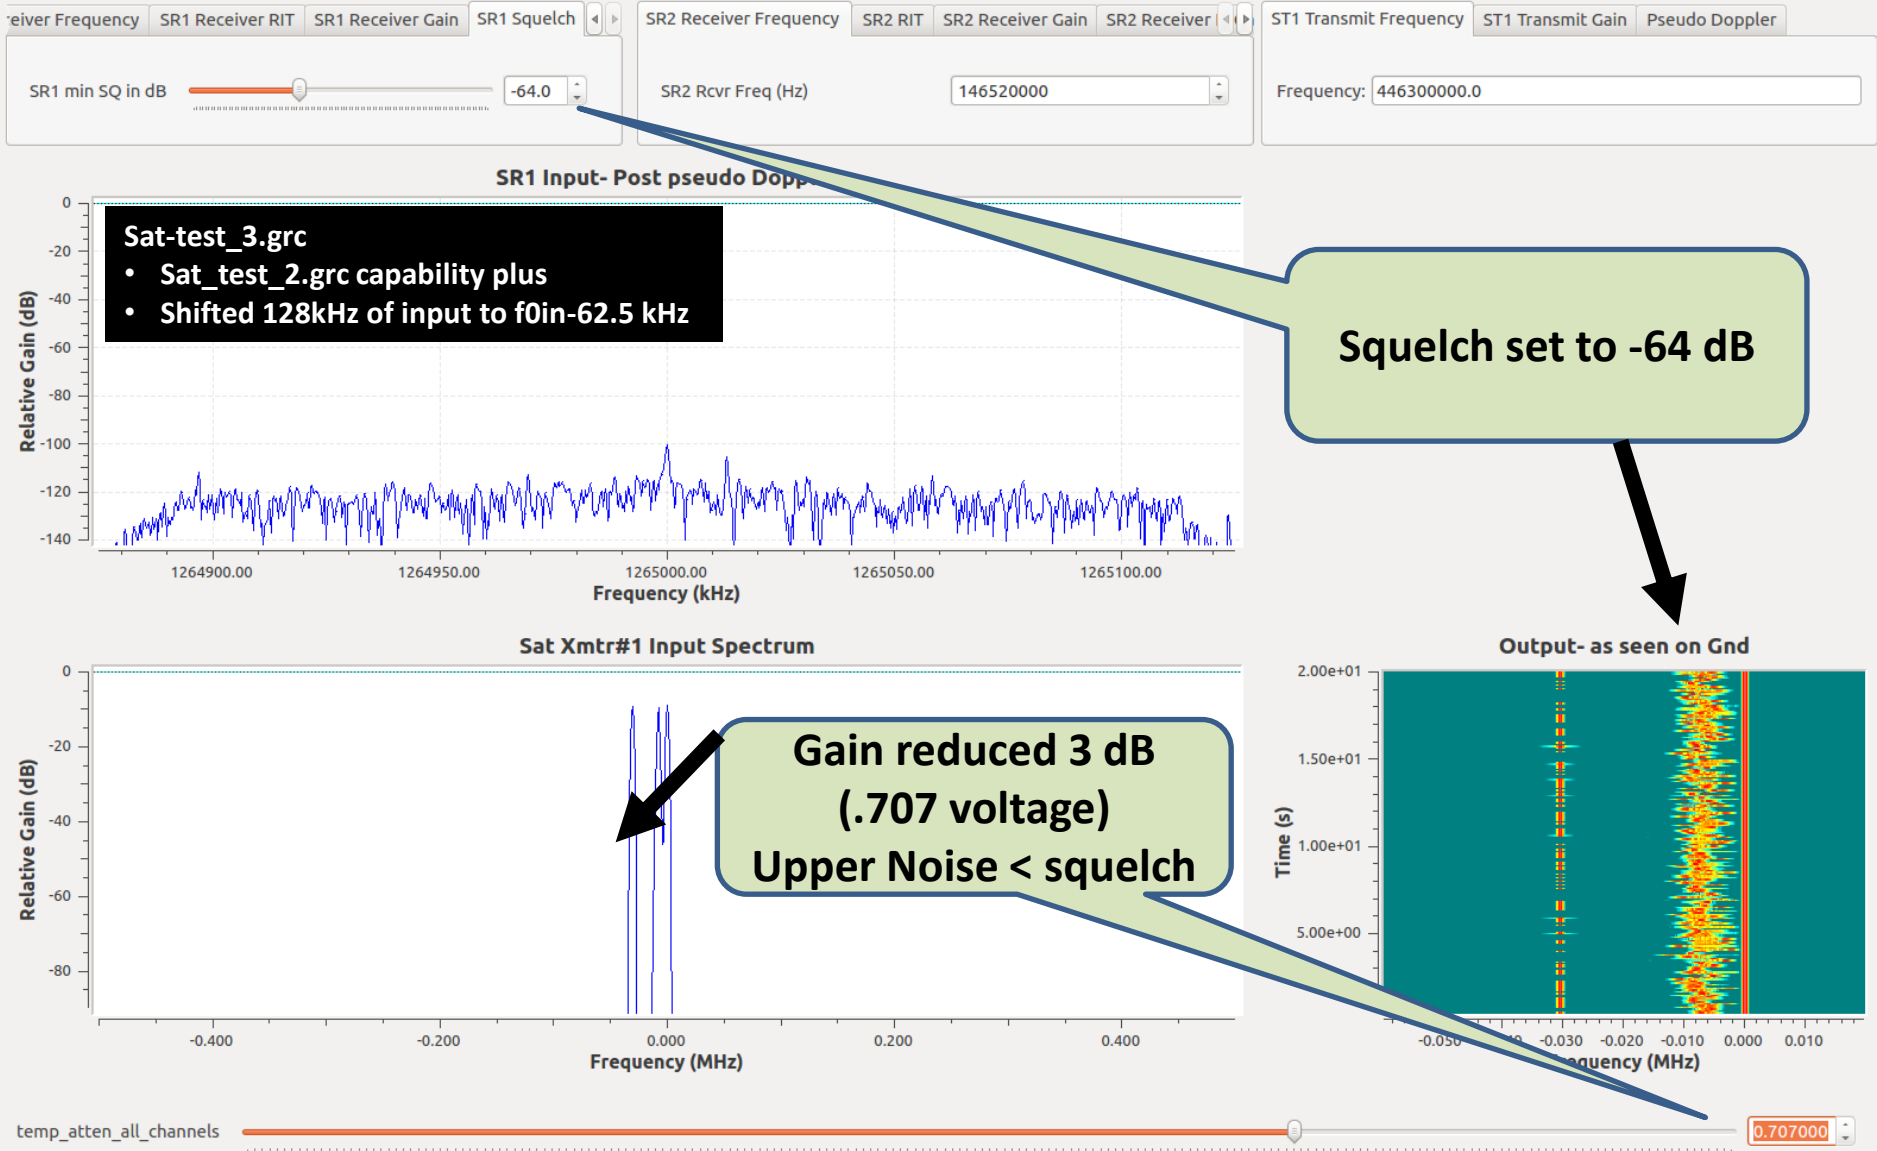 eiver Frequency SR1 Receiver RIT SR1 Receiver Gain SR1 Squelch
SR2 Receiver Frequency SR2 RIT SR2 Receiver Gain SR2 Receiver
ST1 Transmit Frequency ST1 Transmit Gain Pseudo Doppler
SR1 min SQ in dB -64.0
SR2 Rcvr Freq (Hz) 146520000
Frequency: 446300000.0
SR1 Input- Post pseudo Dopp
Sat-test_3.grc
• Sat_test_2.grc capability plus
• Shifted 128kHz of input to f0in-62.5 kHz
Squelch set to -64 dB
Relative Gain (dB)
0
-20
-40
-60
-80
-100
-120
-140
1264900.00 1264950.00 1265000.00 1265050.00 1265100.00
Frequency (kHz)
Sat Xmtr#1 Input Spectrum
Relative Gain (dB)
0
-20
-40
-60
-80
-0.400 -0.200 0.000 0.200 0.400
Frequency (MHz)
Gain reduced 3 dB
(.707 voltage)
Upper Noise < squelch
Output- as seen on Gnd
Time (s)
2.00e+01
1.50e+01
1.00e+01
5.00e+00
-0.050 -0.030 -0.020 -0.010 0.000 0.010
quency (MHz)
temp_atten_all_channels 0.707000